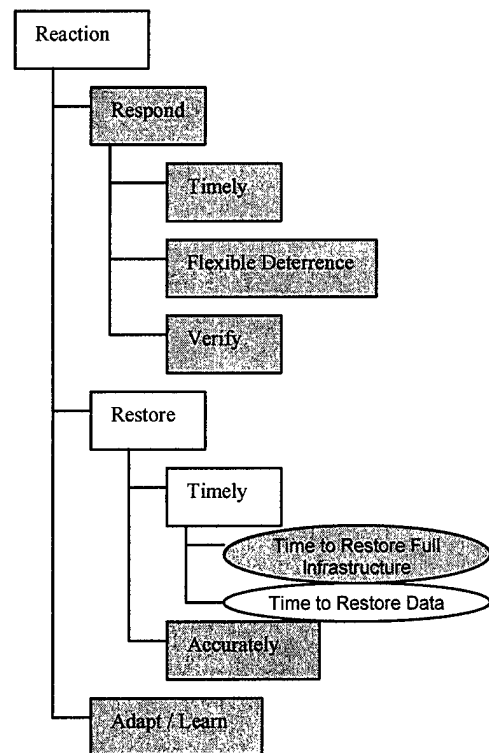 Reaction
Respond
Timely
Flexible Deterrence
Verify
Restore
Timely
Time to Restore Full
Infrastructure
Time to Restore Data
Accurately
Adapt / Learn